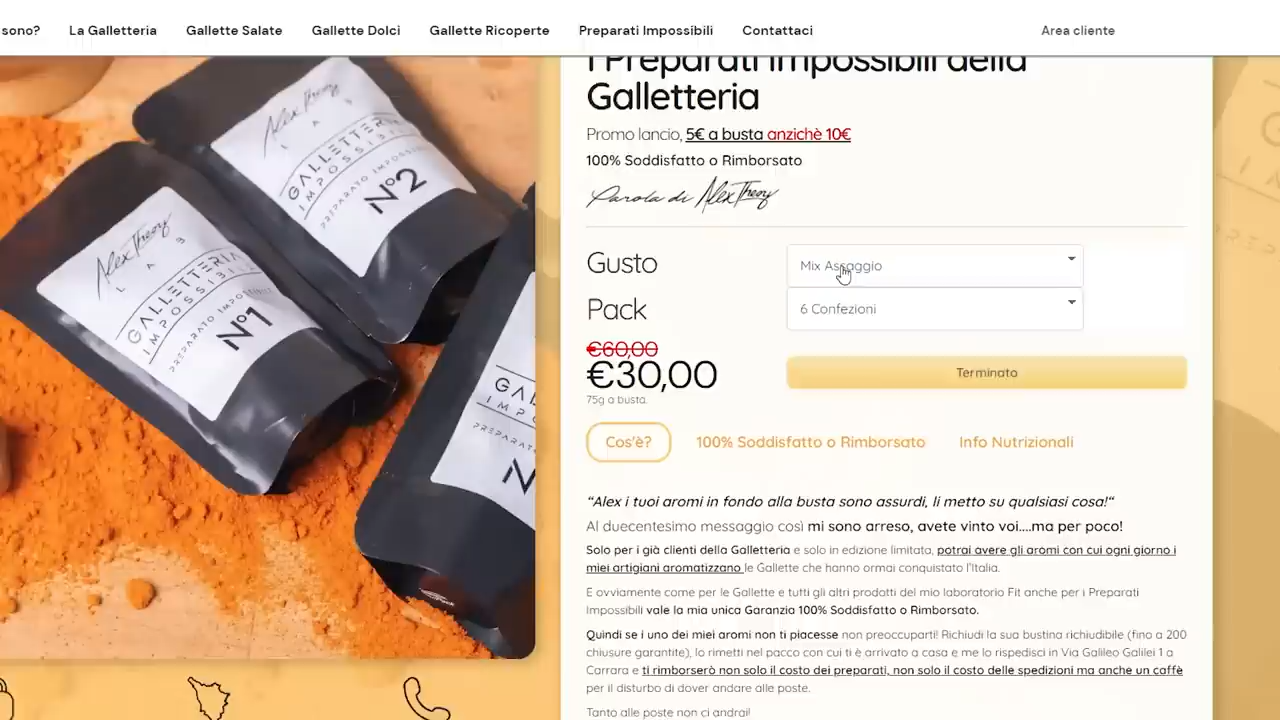 sono? La Galletteria Gallette Salate Gallette Dolci Gallette Ricoperte Preparati Impossibili Contattaci Area cliente
I Preparati Impossibili della
Galletteria
Promo lancio, 5€ a busta anzichè 10€
100% Soddisfatto o Rimborsato
Parola di AlexTheory
Gusto Mix Assaggio
Pack 6 Confezioni
€60,00
€30,00
Terminato
75g a busta.
Cos'è? 100% Soddisfatto o Rimborsato Info Nutrizionali
“Alex i tuoi aromi in fondo alla busta sono assurdi, li metto su qualsiasi cosa!“
Al duecentesimo messaggio così mi sono arreso, avete vinto voi....ma per poco!
Solo per i già clienti della Galletteria e solo in edizione limitata, potrai avere gli aromi con cui ogni giorno i
miei artigiani aromatizzano le Gallette che hanno ormai conquistato l'Italia.
E ovviamente come per le Gallette e tutti gli altri prodotti del mio laboratorio Fit anche per i Preparati
Impossibili vale la mia unica Garanzia 100% Soddisfatto o Rimborsato.
Quindi se i uno dei miei aromi non ti piacesse non preoccuparti! Richiudi la sua bustina richiudibile (fino a 200
chiusure garantite), lo rimetti nel pacco con cui ti è arrivato a casa e me lo rispedisci in Via Galileo Galilei 1 a
Carrara e ti rimborserò non solo il costo dei preparati, non solo il costo delle spedizioni ma anche un caffè
per il disturbo di dover andare alle poste.
Tanto alle poste non ci andrai!
Alex Theory
L A B
GALLETTERIA
IMPOSSIBILE
PREPARATO IMPOSSIBILE
N°2
Alex Theory
L A B
GALLETTERIA
IMPOSSIBILE
PREPARATO IMPOSSIBILE
N°1